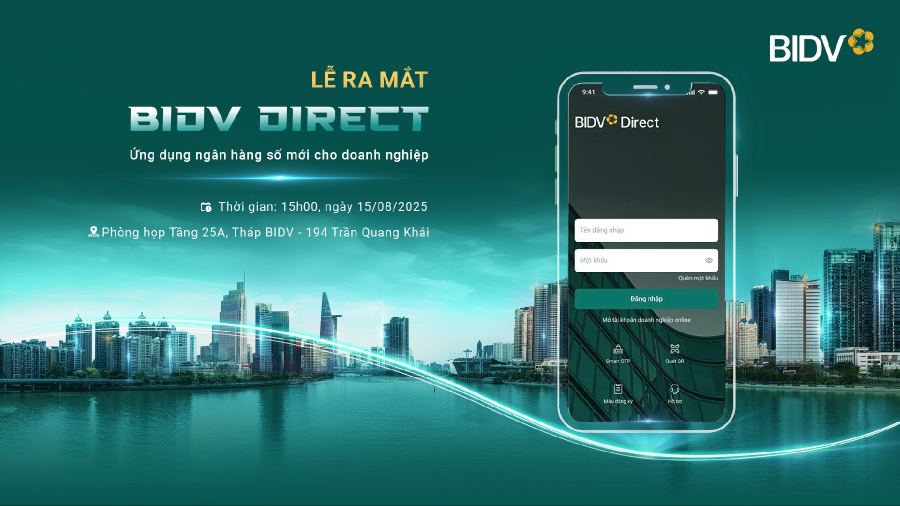 BIDV
LỄ RA MẮT
BIDV DIRECT
Ứng dụng ngân hàng số mới cho doanh nghiệp
Thời gian: 15h00, ngày 15/08/2025
Phòng họp Tầng 25A, Tháp BIDV - 194 Trần Quang Khải
9:41
BIDV Direct
Tên đăng nhập
Mật khẩu
Quên mật khẩu
Đăng nhập
Mở tài khoản doanh nghiệp online
Smart OTP
Quét QR
Mẫu đăng ký
Hỗ trợ
BIDV